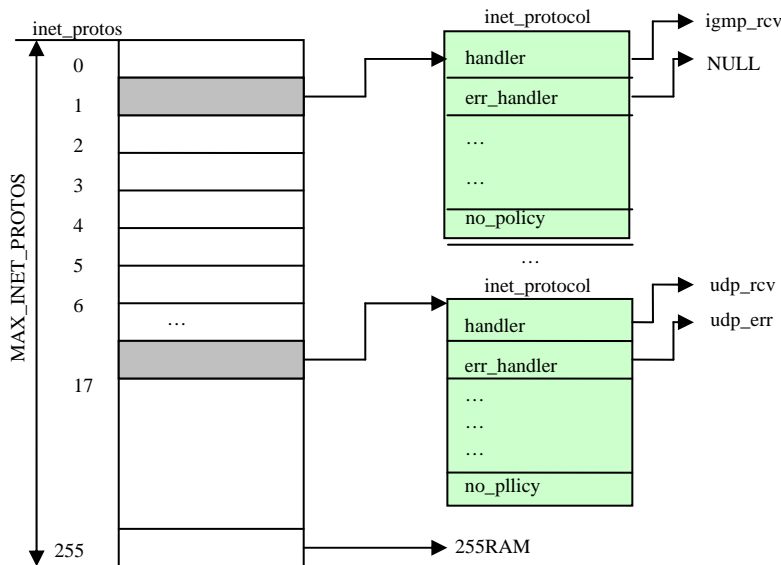 inet_protos
0
1
2
3
4
5
6
…
17
255
MAX_INET_PROTOS
inet_protocol
handler
err_handler
…
…
no_policy
igmp_rcv
NULL
…
inet_protocol
handler
err_handler
…
…
…
no_pllicy
udp_rcv
udp_err
255RAM